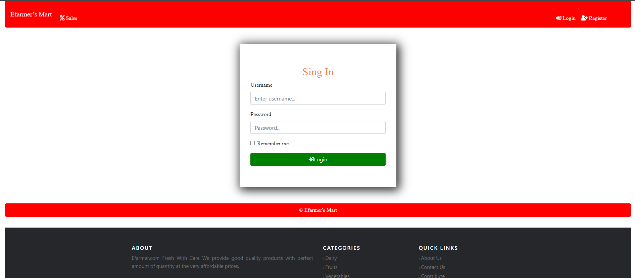 Efarmer's Mart
Sales
Login
Register
Sing In
Username
Enter username...
Password
Password..
Remember me
Login
© Efarmer's Mart
ABOUT
CATEGORIES
QUICK LINKS
Fresh With Care. We provide good quality products with certain
amount of quantity at the very affordable prices.
Dairy
Fruits
Vegetables
About Us
Contact Us
Contribute